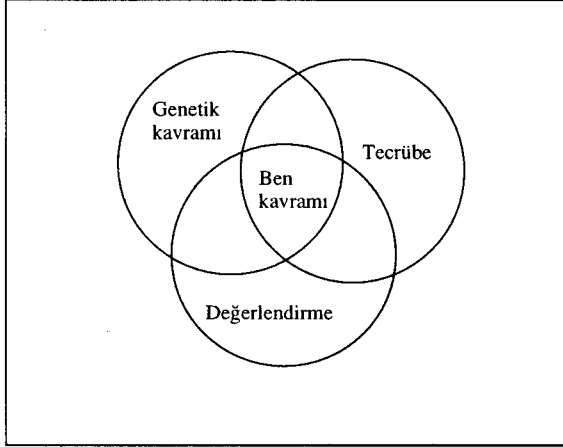 Genetik
kavramı
Tecrübe
Ben
kavramı
Değerlendirme